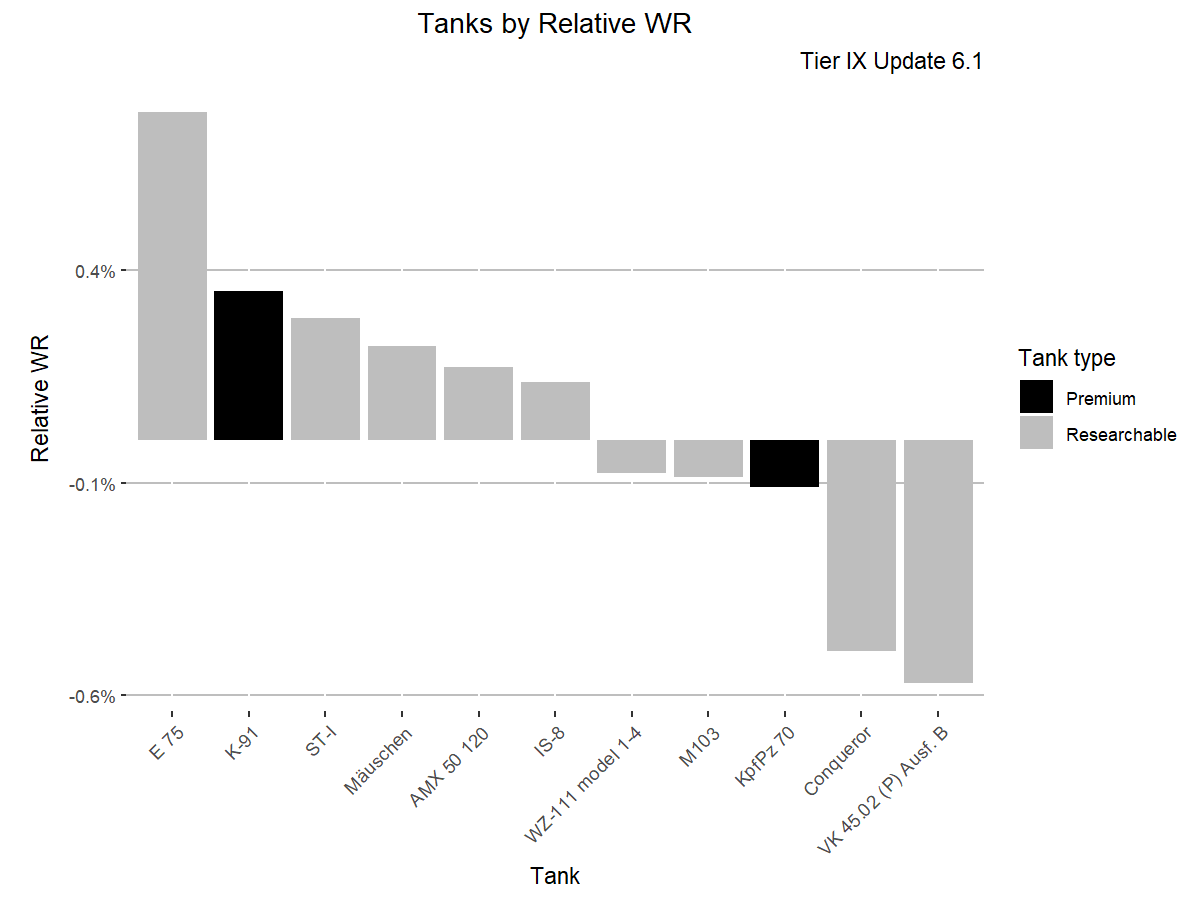 Tanks by Relative WR
Tier IX Update 6.1
Relative WR
0.4%
-0.1%
-0.6%
E 75
K-91
ST-I
Mäuschen
AMX 50 120
IS-8
WZ-111 model 1-4
M103
KpfPz 70
Conqueror
VK 45.02 (P) Ausf. B
Tank
Tank type
Premium
Researchable